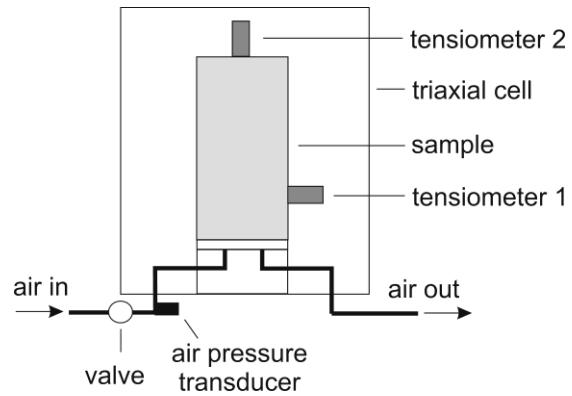 tensiometer 2
triaxial cell
sample
tensiometer 1
air in
air out
valve
air pressure
transducer